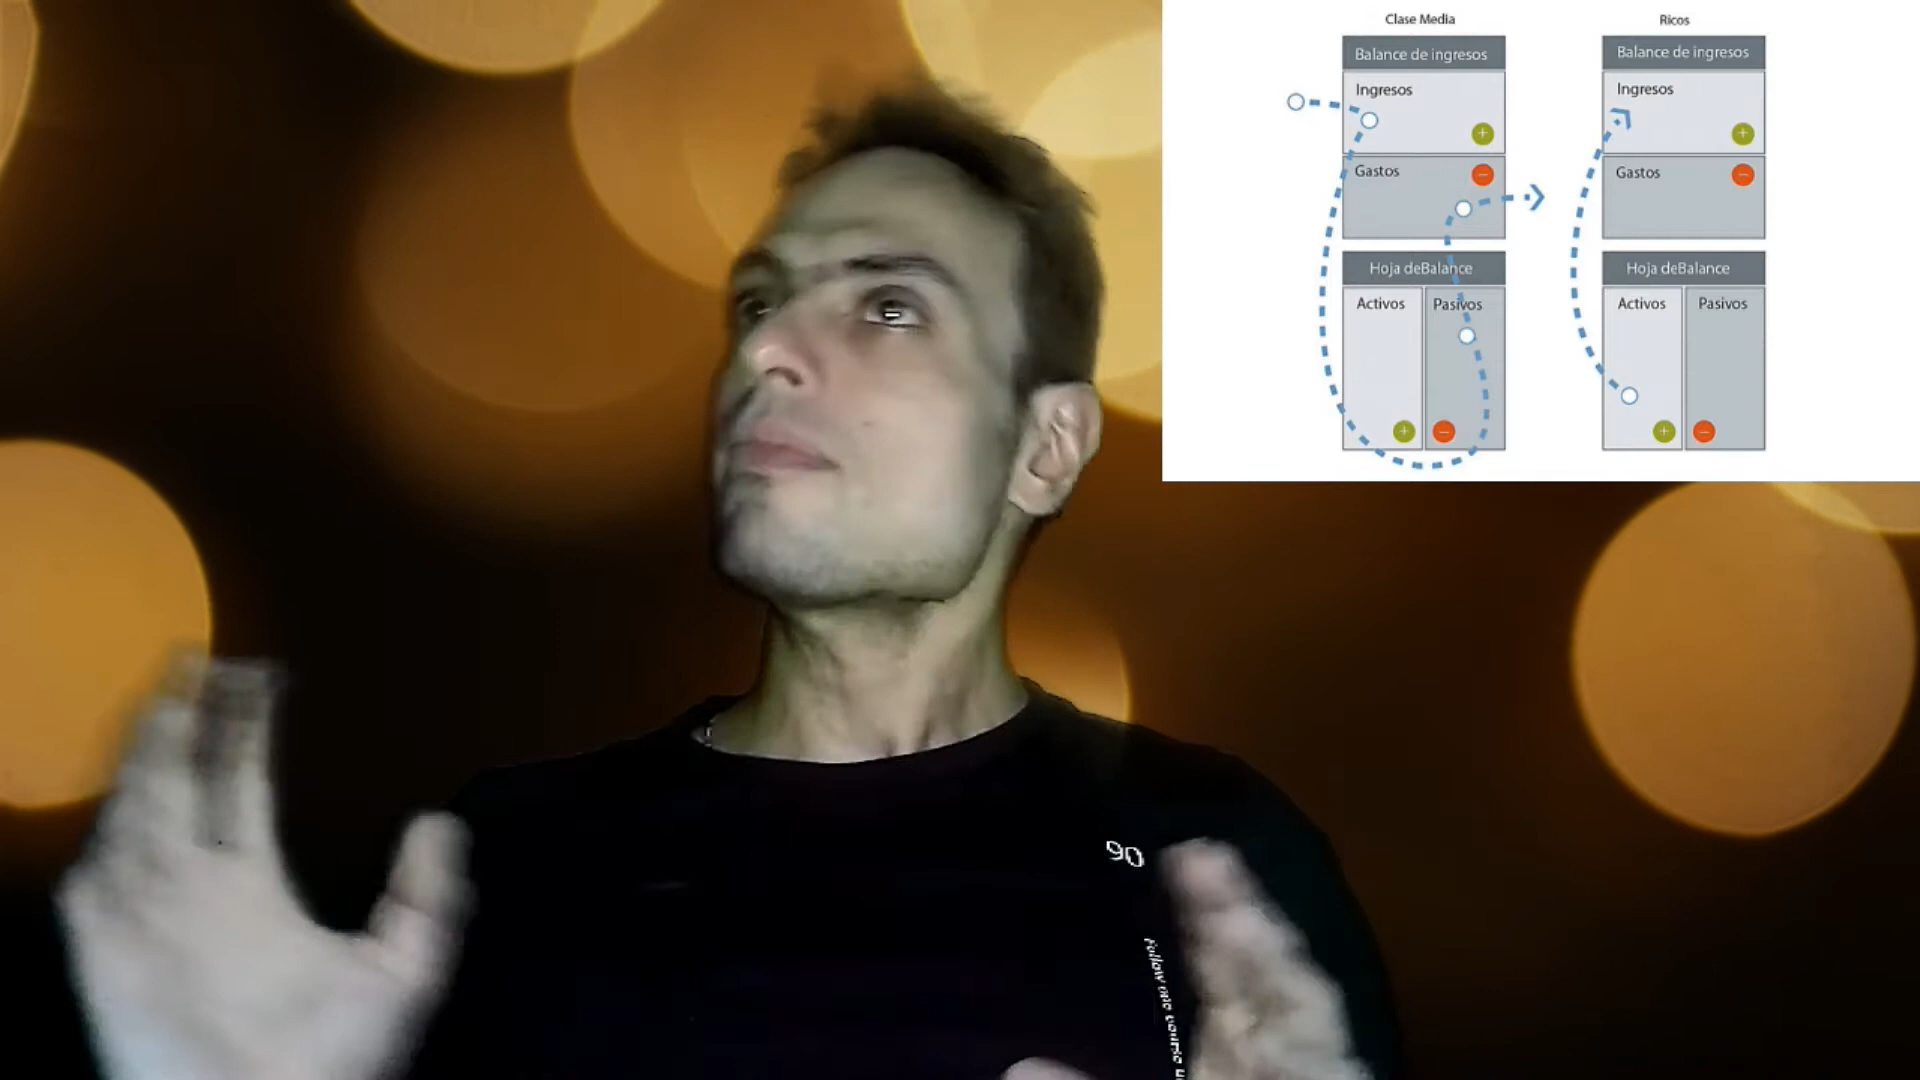 Clase Media
Balance de ingresos
Ingresos
Gastos
Hoja deBalance
Activos
Pasivos
Ricos
Balance de ingresos
Ingresos
Gastos
Hoja deBalance
Activos
Pasivos
90
Follow